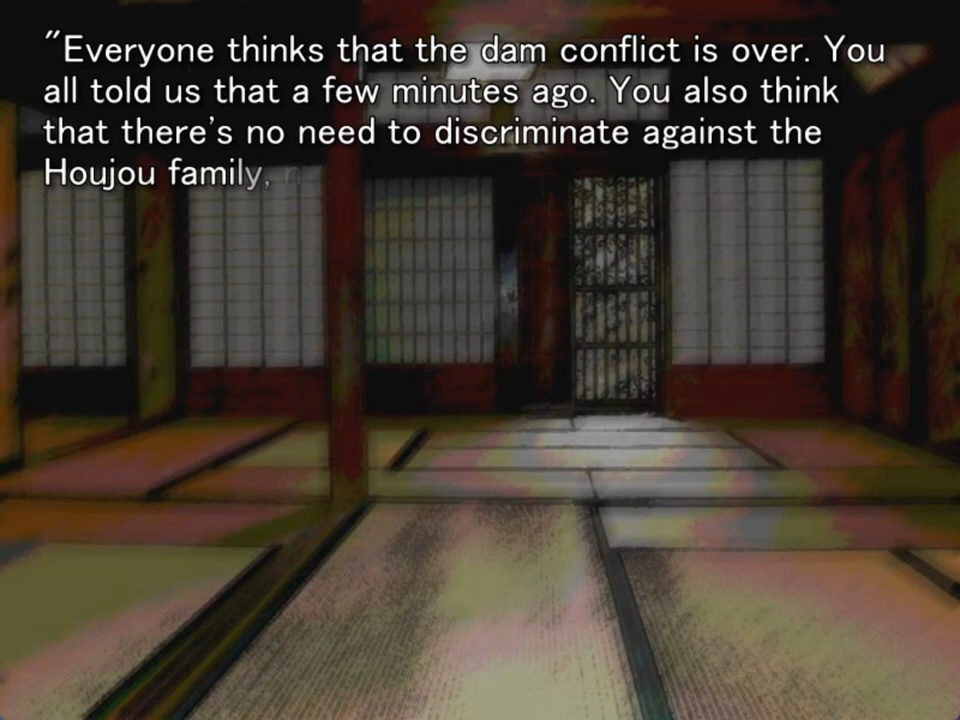 "Everyone thinks that the dam conflict is over. You
all told us that a few minutes ago. You also think
that there's no need to discriminate against the
Houjou family, n